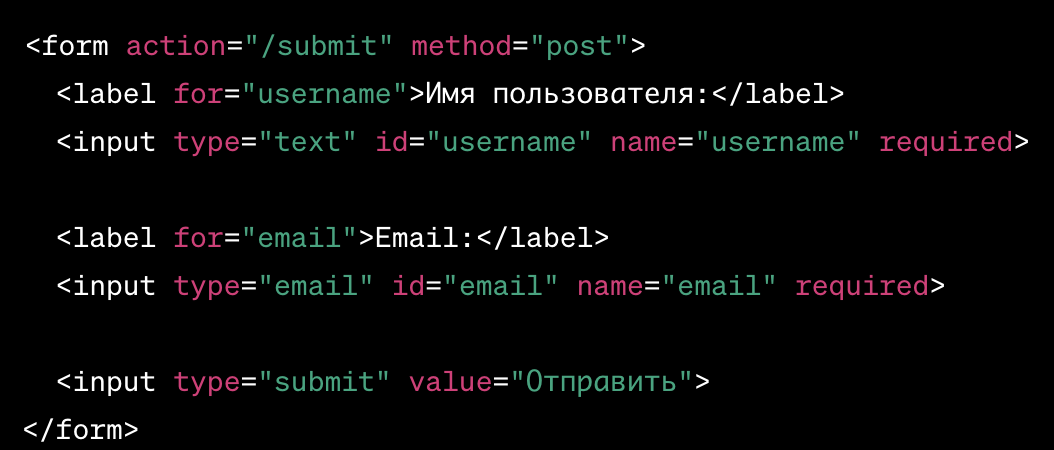 <form action="/submit" method="post">
<label for="username">Имя пользователя:</label>
<input type="text" id="username" name="username" required>
<label for="email">Email:</label>
<input type="email" id="email" name="email" required>
<input type="submit" value="Отправить">
</form>